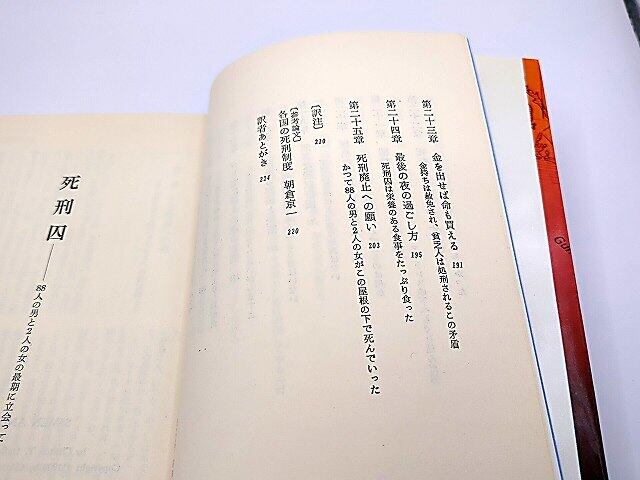 第二十三章　金を出せば命も買える　191
金持ちは赦免され、貧乏人は処刑されるこの矛盾
第二十四章　最後の夜の過ごし方　195
死刑囚は栄養のある食事をたっぷり食った
第二十五章　死刑廃止への願い　203
かつて88人の男と2人の女がこの屋根の下で死んでいった
〔訳注〕　210
〔参考論文〕
各国の死刑制度　朝倉京一　220
訳者あとがき　224
死刑囚――88人の男と2人の女の最期に立会って
Copyright